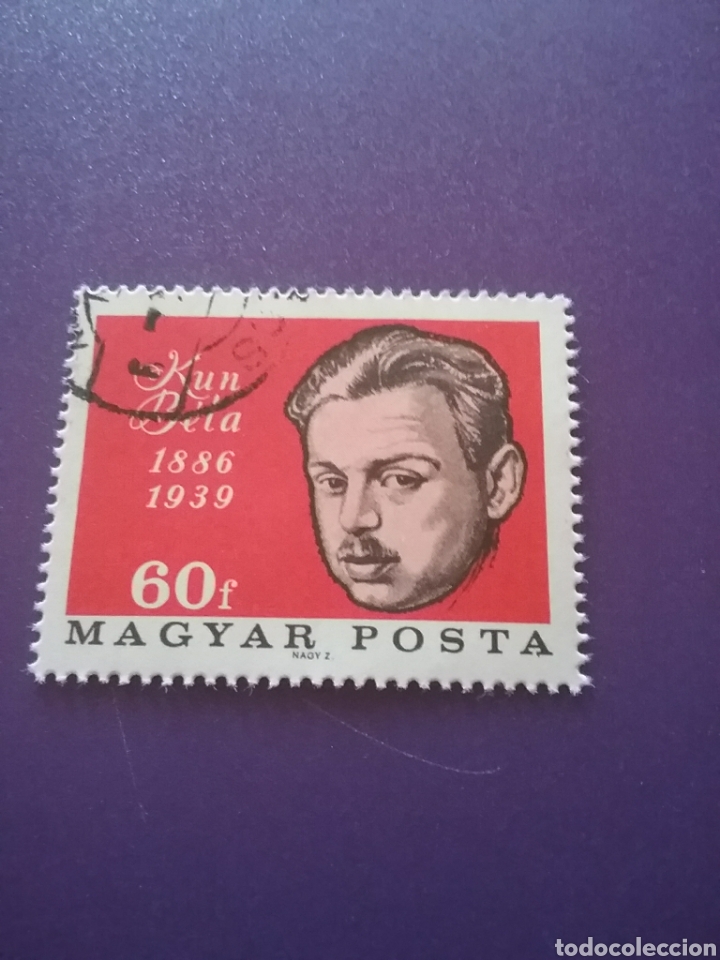 Kun
Béla
1886
1939
60f
MAGYAR POSTA
NAGY Z.
todocoleccion